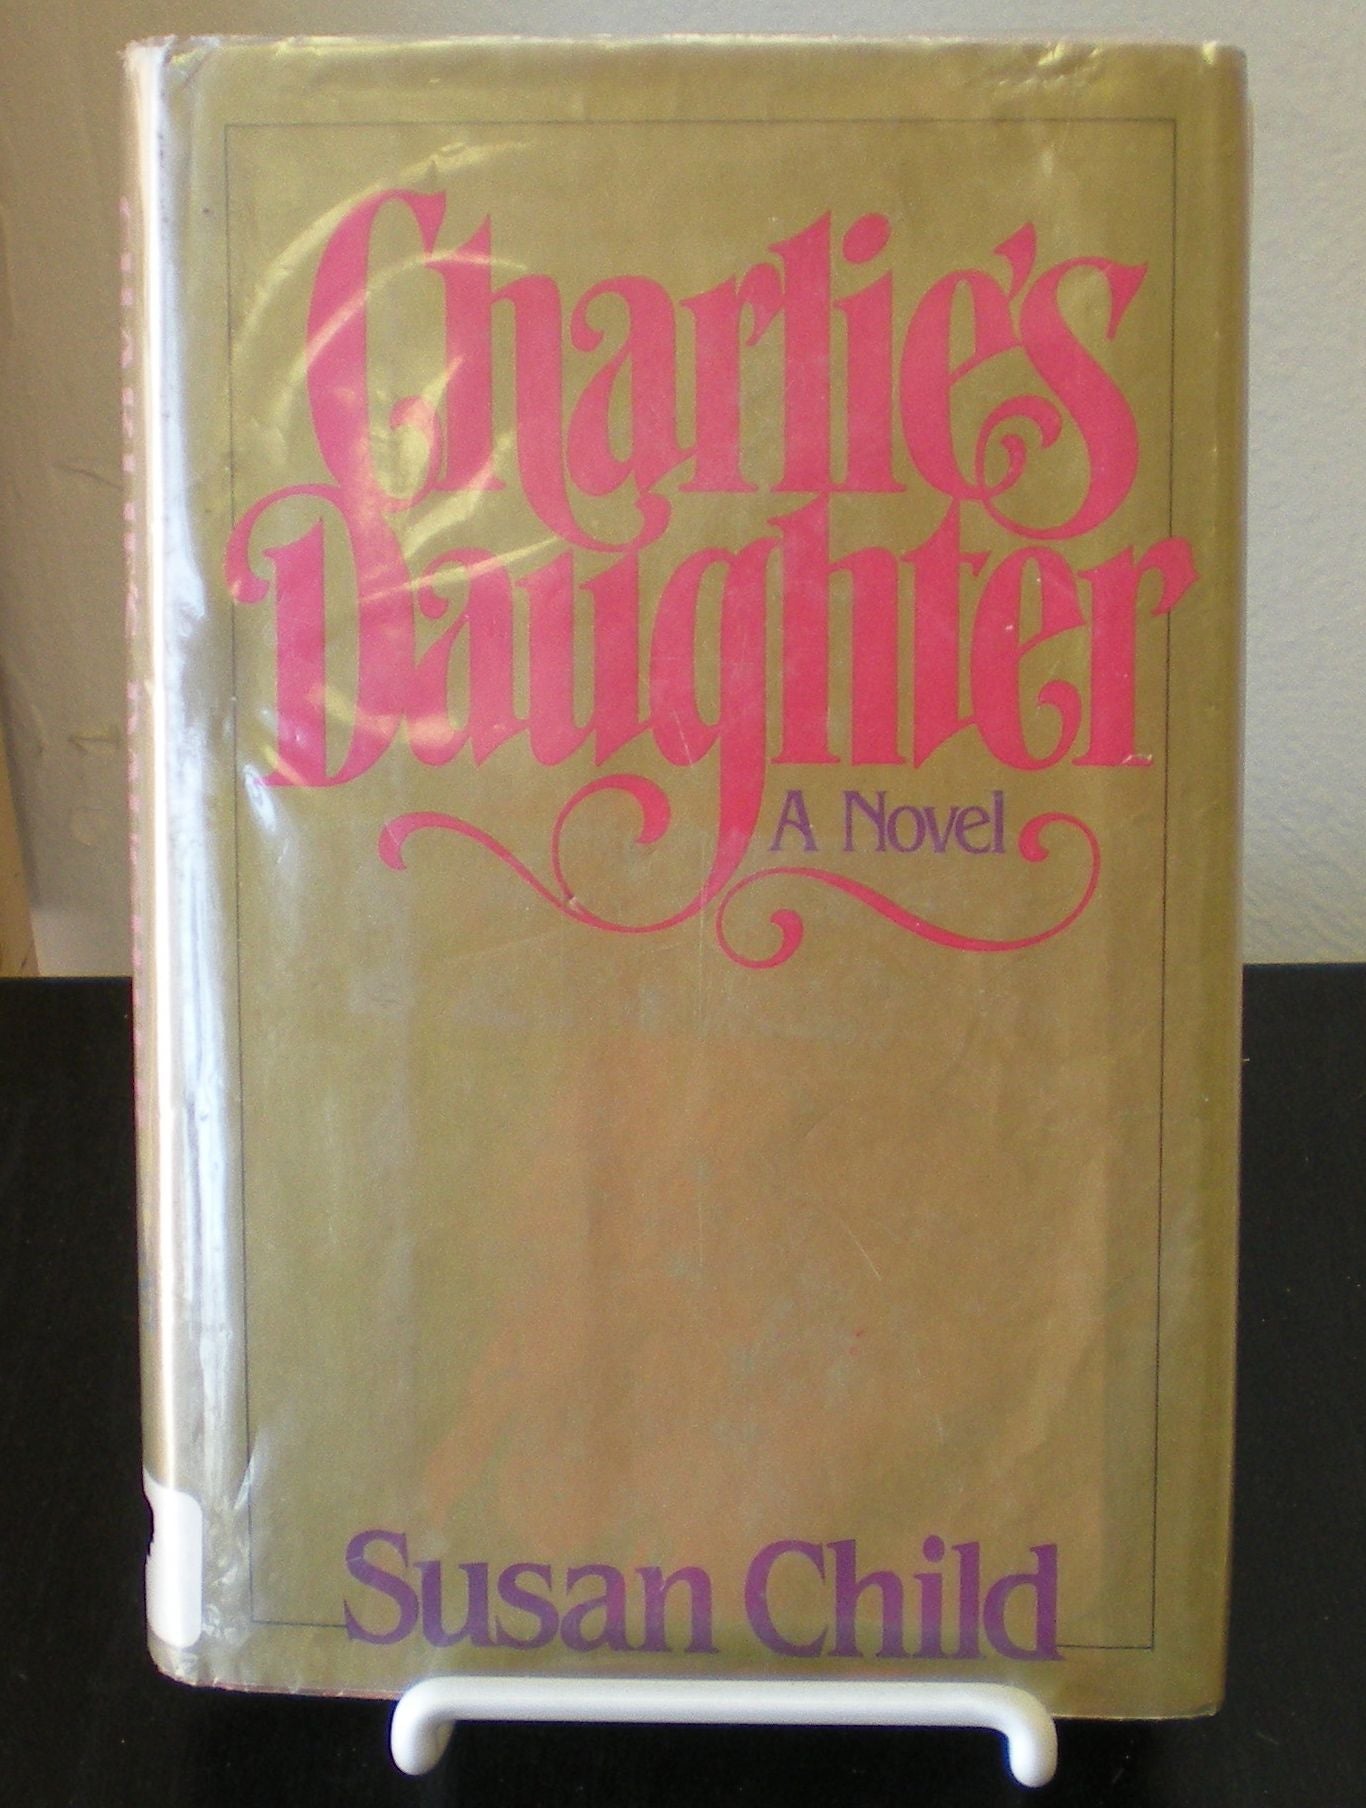 Charlie's
Daughter
A Novel
Susan Child